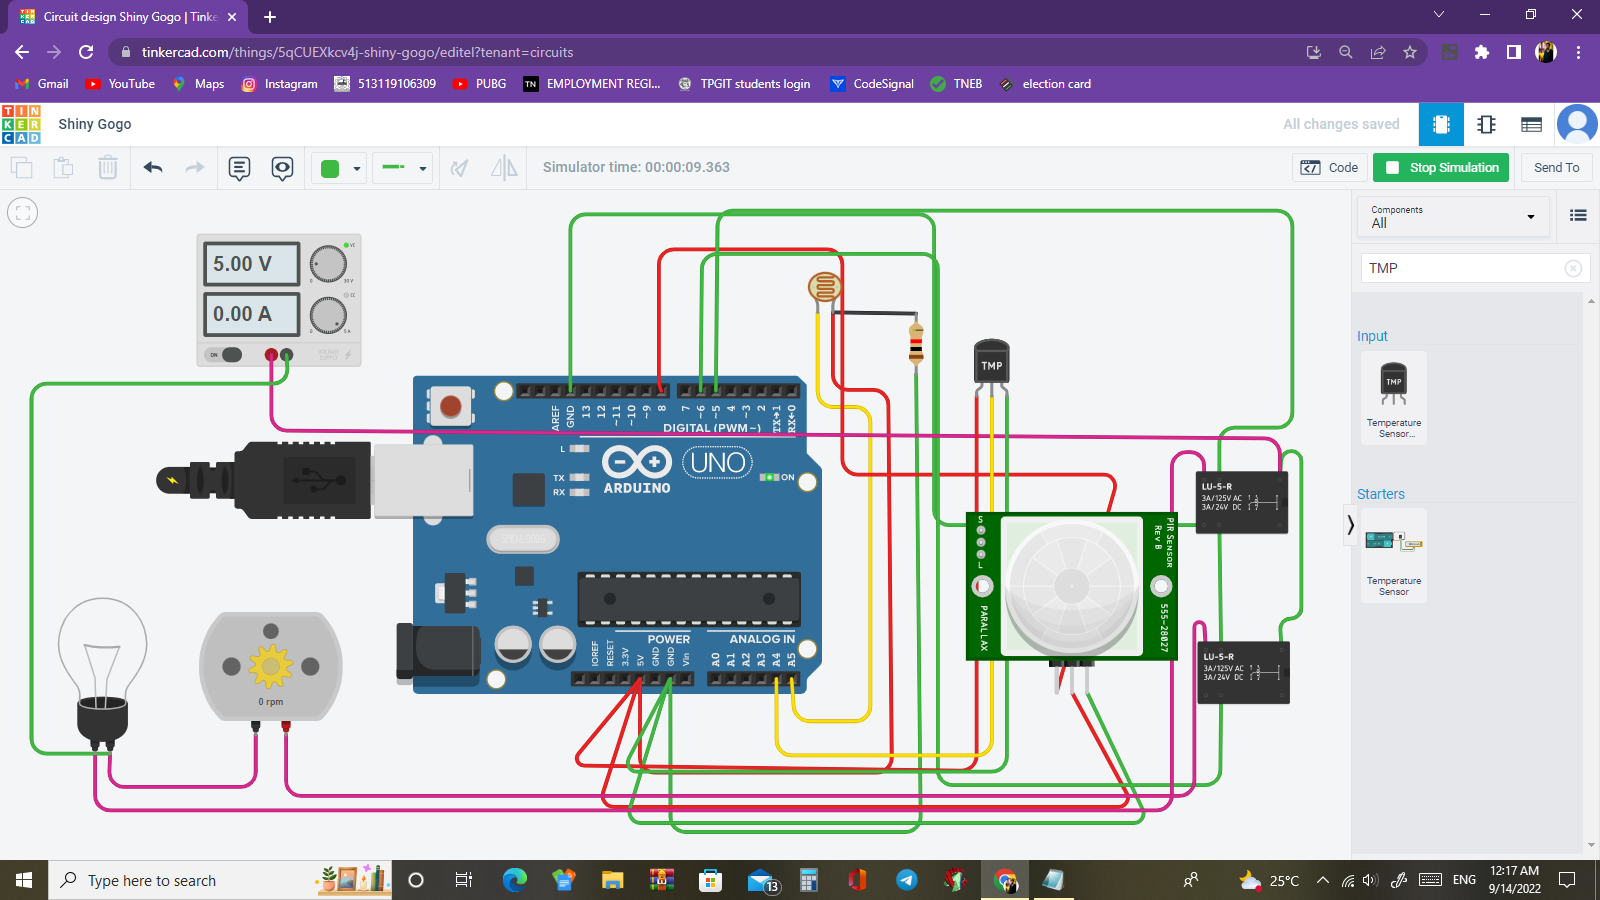 Circuit design Shiny Gogo | Tinke
tinkercad.com/things/5qCUEXkcv4j-shiny-gogo/editel?tenant=circuits
Gmail YouTube Maps Instagram 513119106309 PUBG TN EMPLOYMENT REGI... TPGIT students login CodeSignal TNEB election card
TIN
KER
CAD
Shiny Gogo
All changes saved
Simulator time: 00:00:09.363
Code
Stop Simulation
Send To
Components
All
TMP
Input
TMP
Temperature
Sensor...
Starters
Temperature
Sensor
5.00 V
0.00 A
ON
AREF
GND
13
12
~11
~10
~9
8
7
~6
~5
4
~3
2
TX→1
RX←0
DIGITAL (PWM~)
L
TX
RX
ARDUINO
UNO
ON
POWER
ANALOG IN
IOREF
RESET
3.3V
5V
GND
GND
Vin
A0
A1
A2
A3
A4
A5
TMP
S
L
PARALLAX
PIR SENSOR
REV B
555-28027
LU-5-R
3A/125V AC
3A/24V DC
LU-5-R
3A/125V AC
3A/24V DC
0 rpm
Type here to search
13
25°C
ENG
12:17 AM
9/14/2022